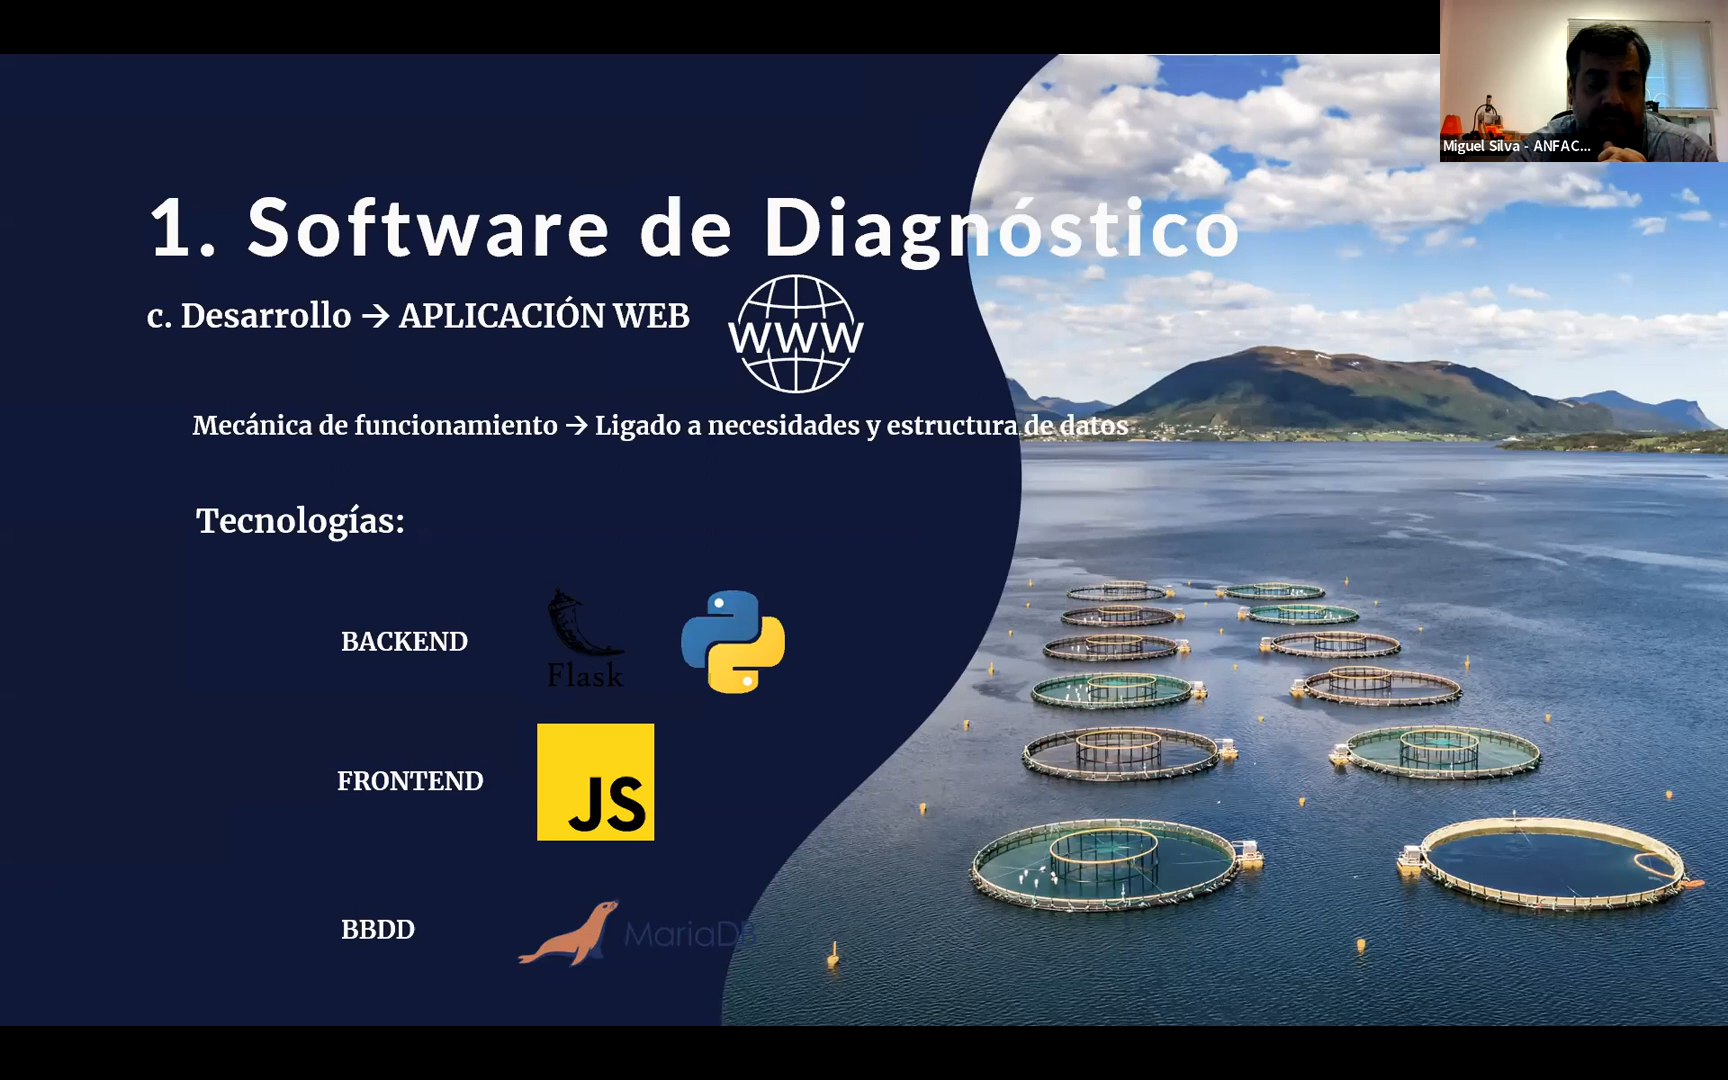 Miguel Silva - ANFAC...
1. Software de Diagnóstico
c. Desarrollo → APLICACIÓN WEB
WWW
Mecánica de funcionamiento → Ligado a necesidades y estructura de datos
Tecnologías:
BACKEND
Flask
FRONTEND
JS
BBDD
MariaDB